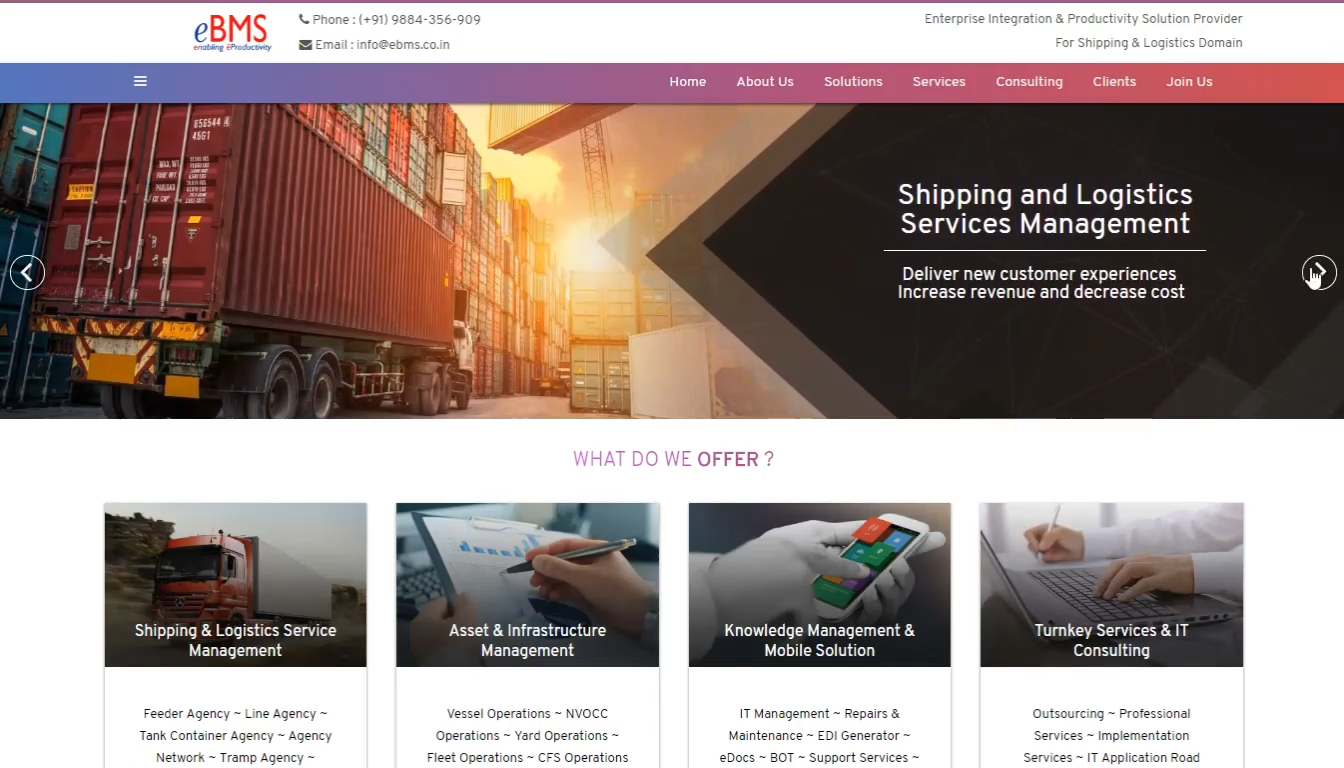 eBMS
enabling eProductivity
Phone : (+91) 9884-356-909
Email : info@ebms.co.in
Enterprise Integration & Productivity Solution Provider
For Shipping & Logistics Domain
Home About Us Solutions Services Consulting Clients Join Us
656544 4
45G1
Shipping and Logistics
Services Management
Deliver new customer experiences
Increase revenue and decrease cost
WHAT DO WE OFFER ?
Shipping & Logistics Service
Management
Asset & Infrastructure
Management
Knowledge Management &
Mobile Solution
Turnkey Services & IT
Consulting
Feeder Agency ~ Line Agency ~
Tank Container Agency ~ Agency
Network ~ Tramp Agency ~
Vessel Operations ~ NVOCC
Operations ~ Yard Operations ~
Fleet Operations ~ CFS Operations
IT Management ~ Repairs &
Maintenance ~ EDI Generator ~
eDocs ~ BOT ~ Support Services ~
Outsourcing ~ Professional
Services ~ Implementation
Services ~ IT Application Road